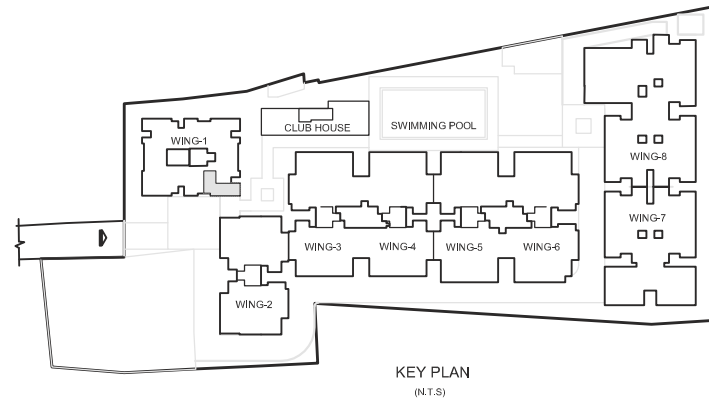 WING-1
CLUB HOUSE
SWIMMING POOL
WING-8
WING-7
WING-3
WING-4
WING-5
WING-6
WING-2
KEY PLAN
(N.T.S)